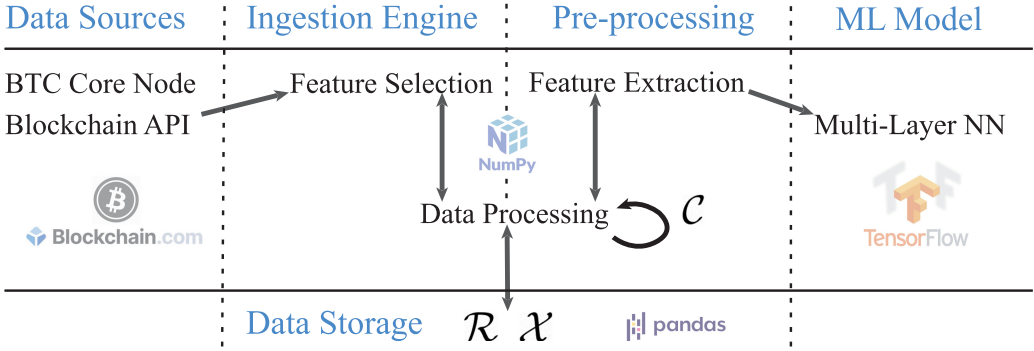 Data Sources
Ingestion Engine
Pre-processing
ML Model
BTC Core Node
Blockchain API
Feature Selection
Feature Extraction
Multi-Layer NN
NumPy
Data Processing
𝒞
Blockchain.com
TensorFlow
Data Storage
ℛ 𝒳
pandas